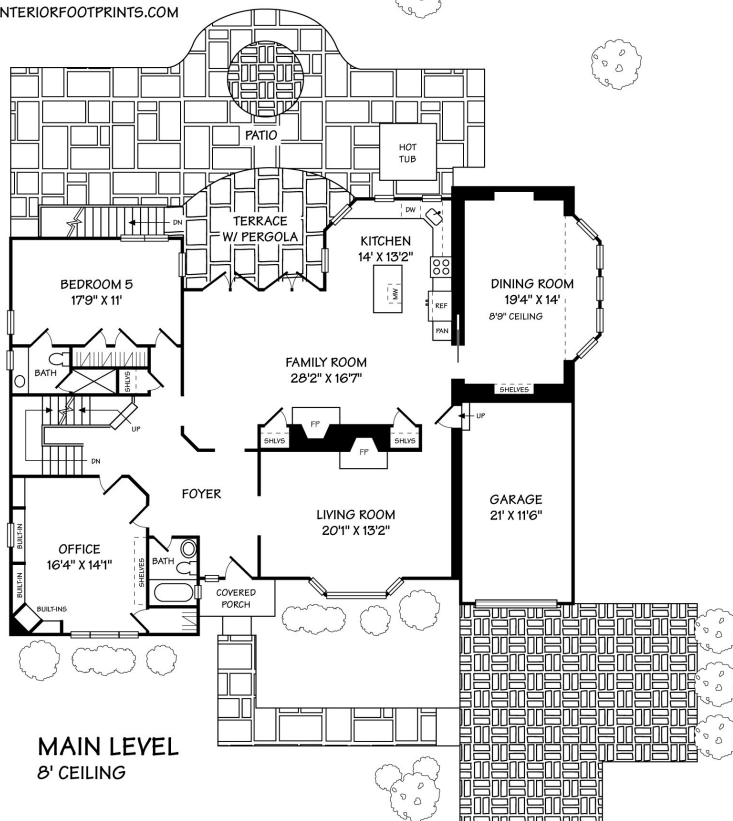 NTERIORFOOTPRINTS.COM
PATIO
HOT
TUB
DN
TERRACE
W/ PERGOLA
DW
KITCHEN
14' X 13'2"
BEDROOM 5
17'9" X 11'
DINING ROOM
19'4" X 14'
8'9" CEILING
MW
REF
PAN
BATH
SHLVS
FAMILY ROOM
28'2" X 16'7"
SHELVES
UP
UP
FP
SHLVS
SHLVS
FP
DN
FOYER
GARAGE
21' X 11'6"
LIVING ROOM
20'1" X 13'2"
BUILT-IN
OFFICE
16'4" X 14'1"
SHELVES
BATH
BUILT-IN
COVERED
PORCH
BUILT-INS
MAIN LEVEL
8' CEILING